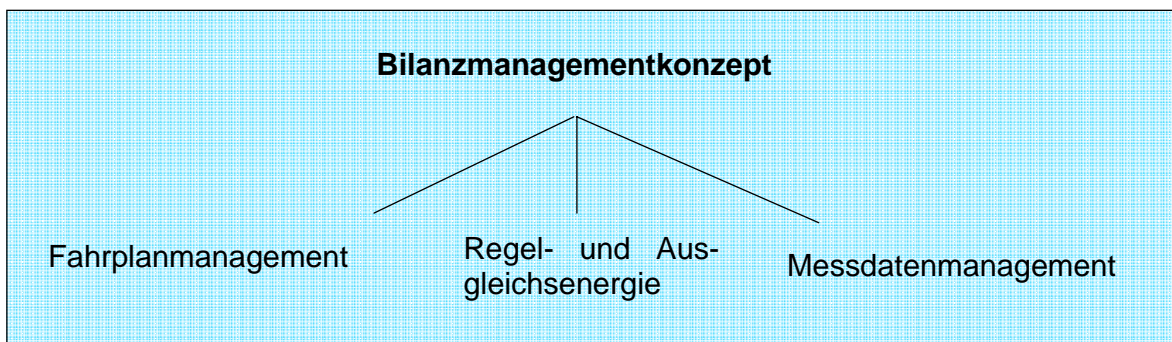 Bilanzmanagementkonzept
Fahrplanmanagement
Regel- und Aus-
gleichsenergie
Messdatenmanagement